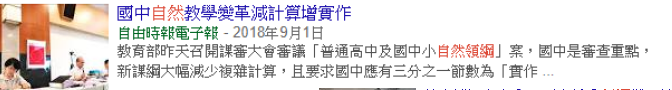 國中自然教學變革減計算增實作
自由時報電子報 - 2018年9月1日
教育部昨天召開課審大會審議「普通高中及國中小自然領綱」案，國中是審查重點，
新課綱大幅減少複雜計算，且要求國中應有三分之一節數為「實作 ...